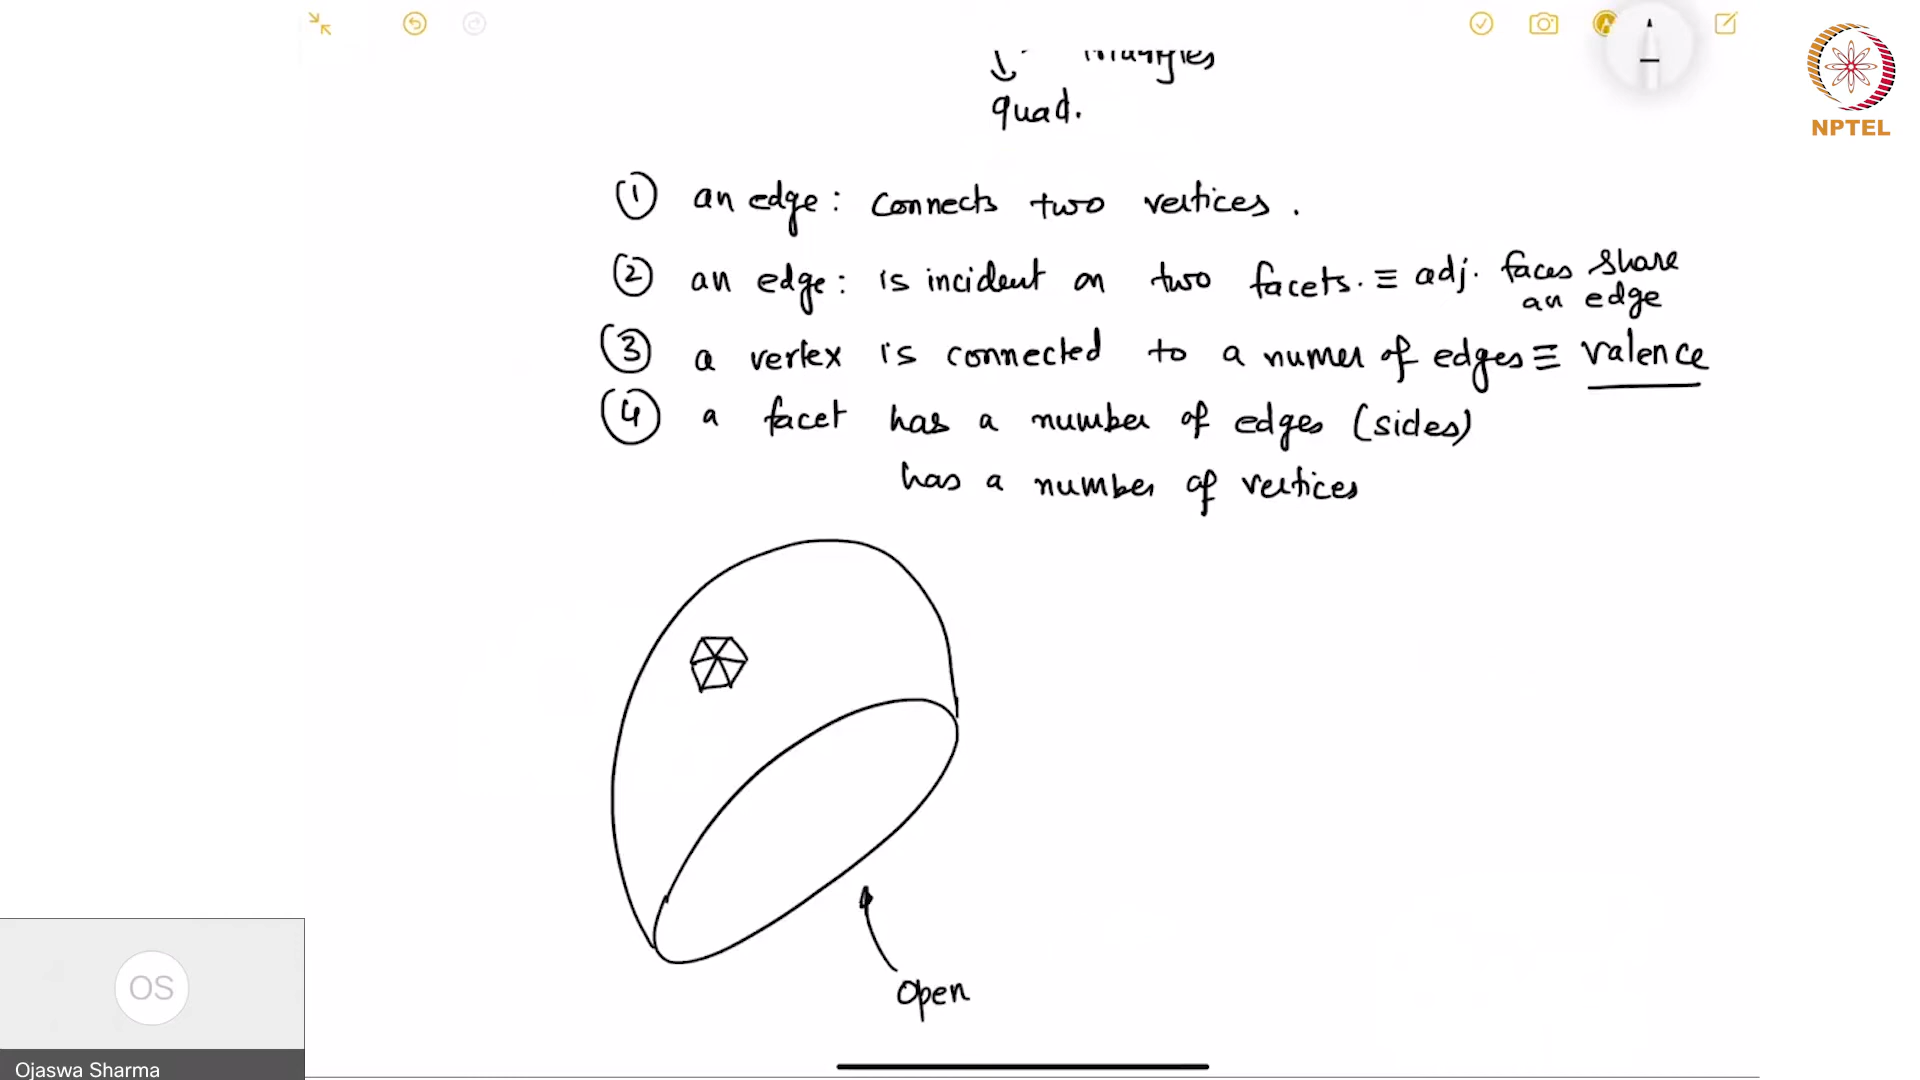 quad.
NPTEL
① an edge: connects two vertices.
② an edge: is incident on two facets. ≡ adj. faces share an edge
③ a vertex is connected to a numer of edges ≡ valence
④ a facet has a number of edges (sides)
has a number of vertices
open
OS
Ojaswa Sharma